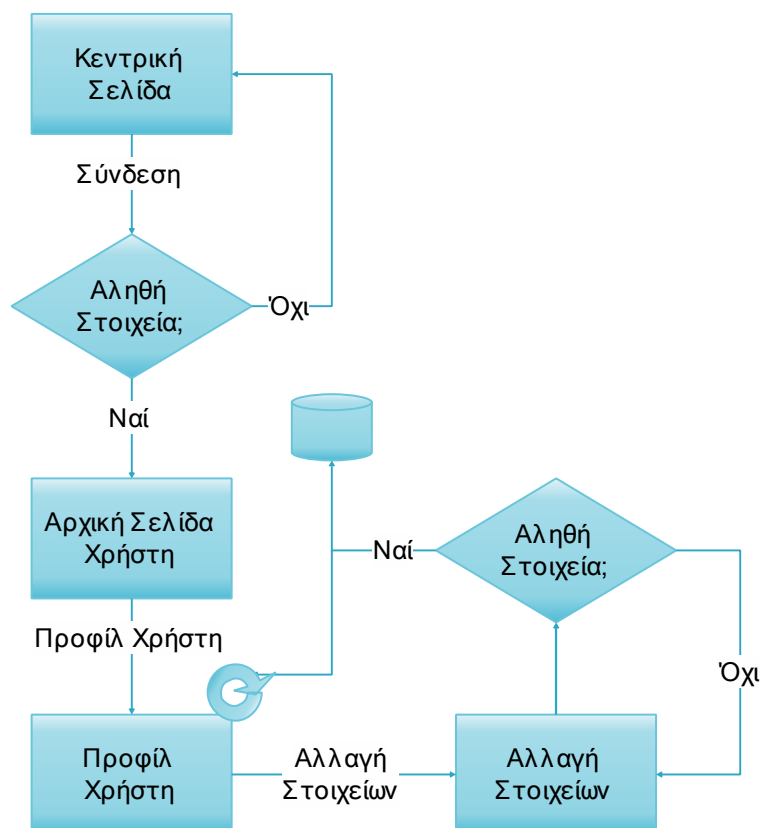 Κεντρική
Σελίδα
Σύνδεση
Αληθή
Στοιχεία;
Όχι
Ναί
Αρχική Σελίδα
Χρήστη
Αληθή
Στοιχεία;
Ναί
Προφίλ Χρήστη
Όχι
Προφίλ
Χρήστη
Αλλαγή
Στοιχείων
Αλλαγή
Στοιχείων